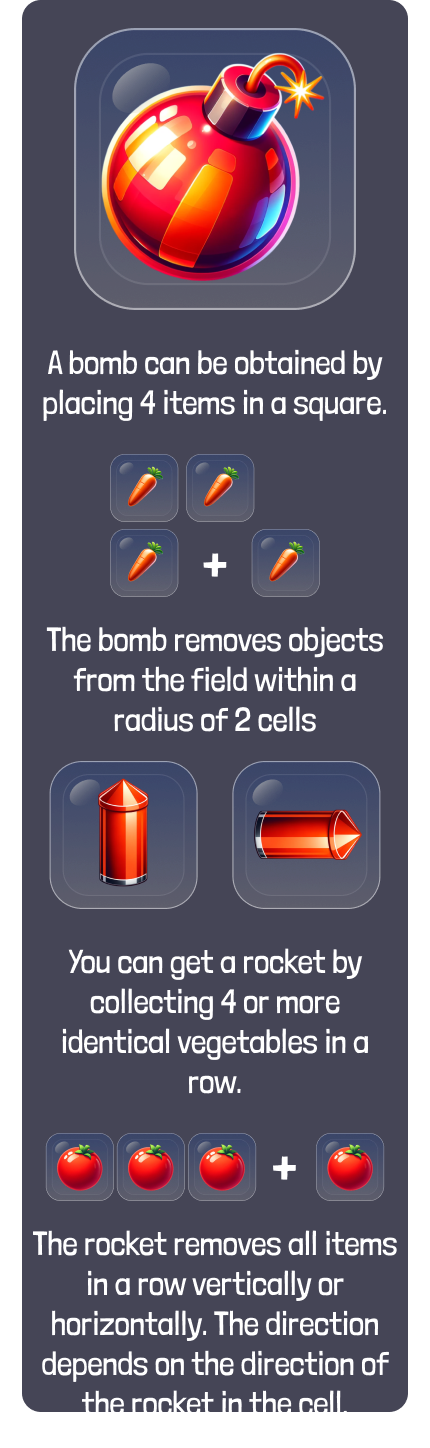 A bomb can be obtained by
placing 4 items in a square.
+
The bomb removes objects
from the field within a
radius of 2 cells
You can get a rocket by
collecting 4 or more
identical vegetables in a
row.
+
The rocket removes all items
in a row vertically or
horizontally. The direction
depends on the direction of
the rocket in the cell.